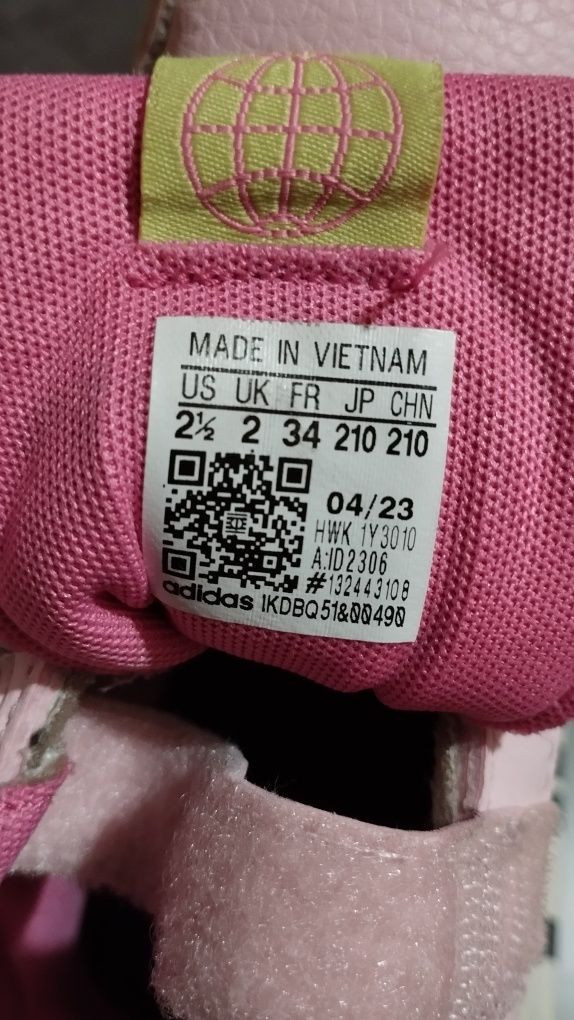 MADE IN VIETNAM
US UK FR JP CHN
2½ 2 34 210 210
04/23
HWK 1Y3010
A:ID2306
#132443108
adidas 1KDBQ51&00490